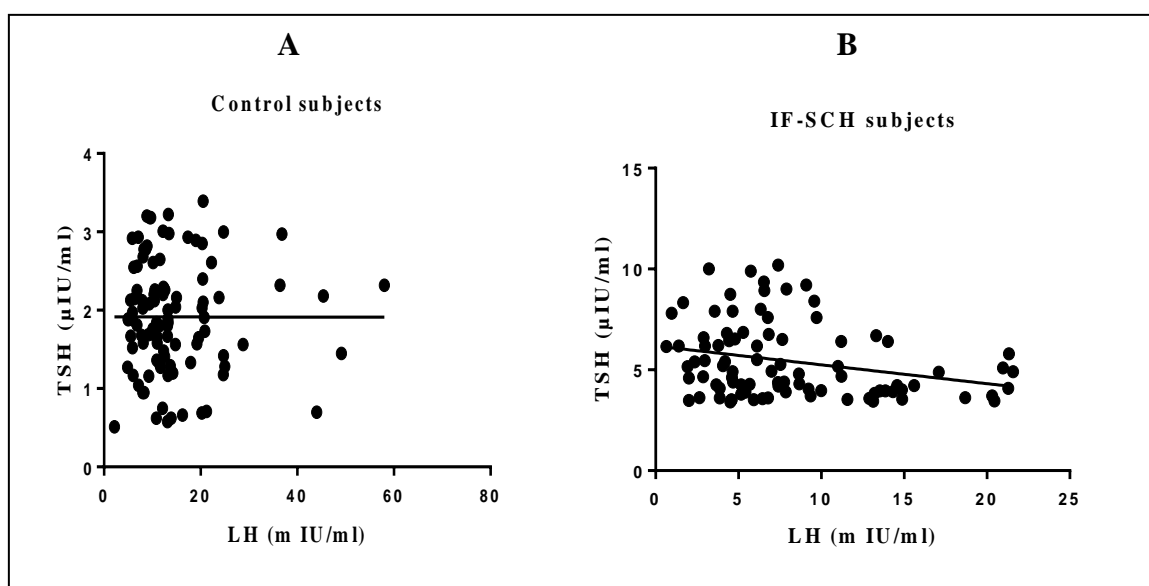 A
Control subjects
4
3
2
1
0
TSH (µIU/ml)
0 20 40 60 80
LH (m IU/ml)
B
IF-SCH subjects
15
10
5
0
TSH (µIU/ml)
0 5 10 15 20 25
LH (m IU/ml)